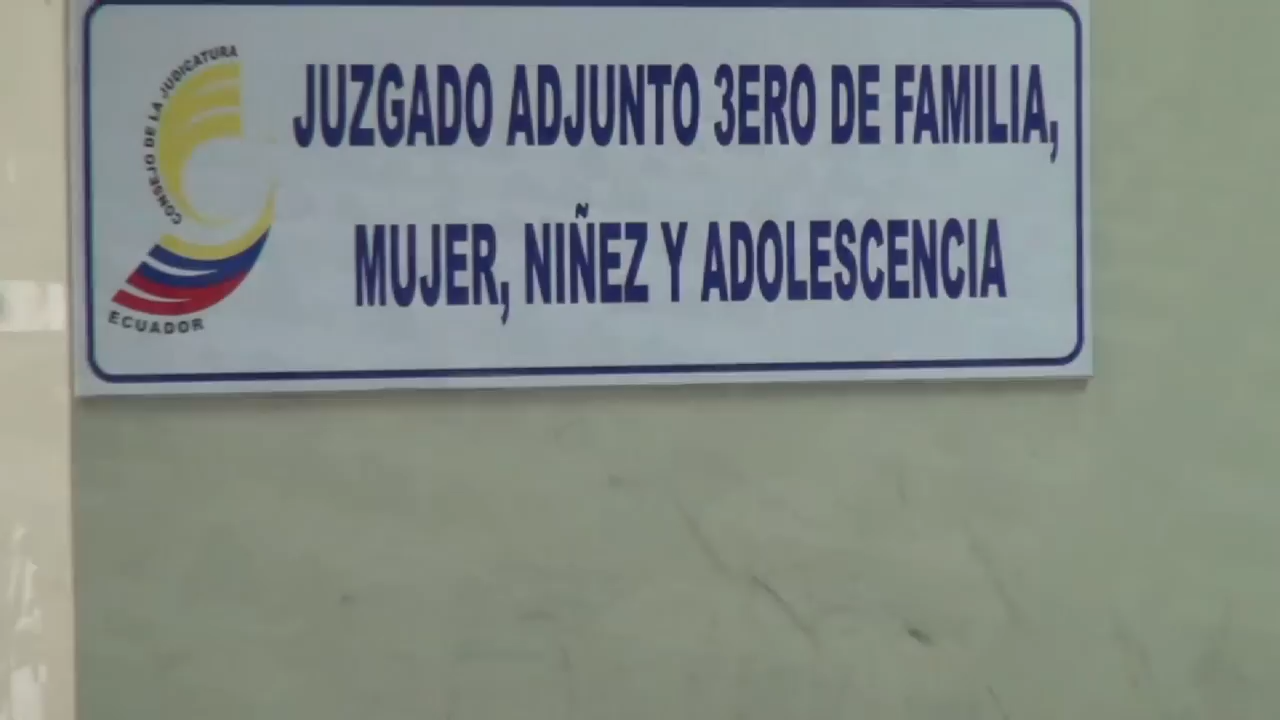 CONSEJO DE LA JUDICATURA
ECUADOR
JUZGADO ADJUNTO 3ERO DE FAMILIA,
MUJER, NIÑEZ Y ADOLESCENCIA